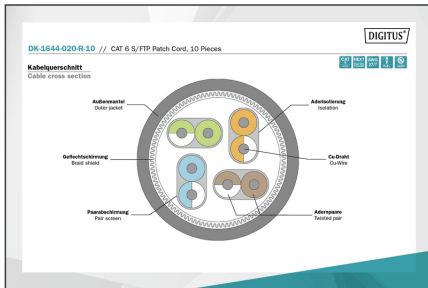 DIGITUS®
DK-1644-020-R-10 // CAT 6 S/FTP Patch Cord, 10 Pieces
Kabelquerschnitt
Cable cross section
Außenmantel
Outer jacket
Aderisolierung
Isolation
Geflechtschirmung
Braid shield
Cu-Draht
Cu-Wire
Paarabschirmung
Pair screen
Adernpaare
Twisted pair